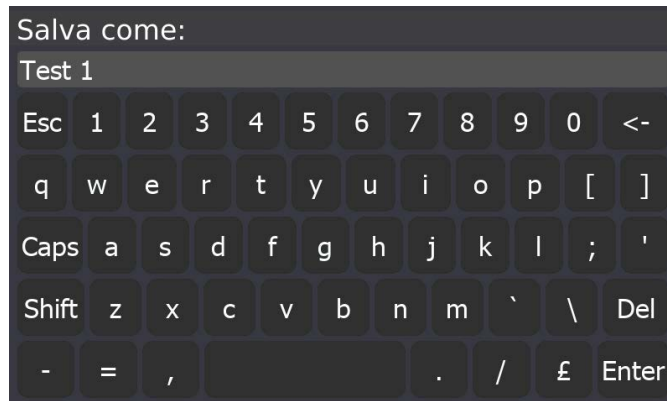 Salva come:
Test 1
Esc 1 2 3 4 5 6 7 8 9 0 <-
q w e r t y u i o p [ ]
Caps a s d f g h j k l ; '
Shift z x c v b n m ` \ Del
- = , . / £ Enter